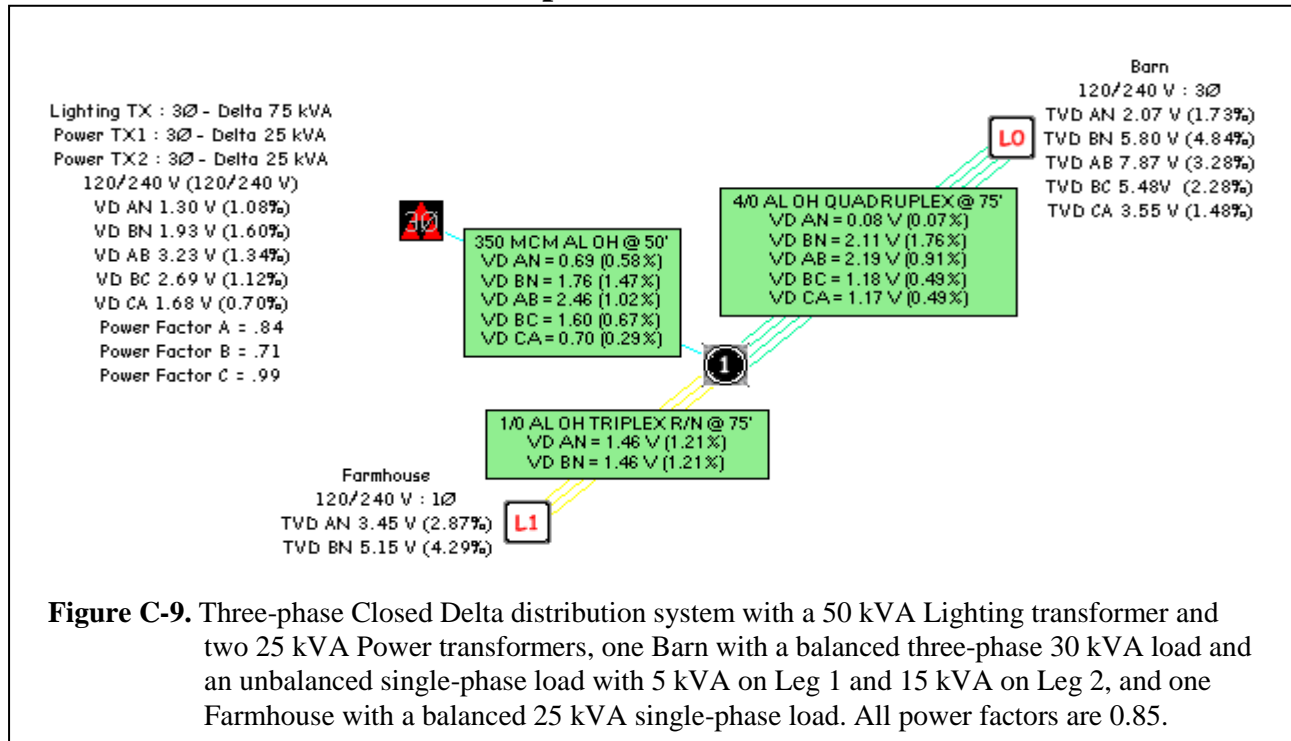 Lighting TX : 3Ø - Delta 75 kVA
Power TX1 : 3Ø - Delta 25 kVA
Power TX2 : 3Ø - Delta 25 kVA
120/240 V (120/240 V)
VD AN 1.30 V (1.08%)
VD BN 1.93 V (1.60%)
VD AB 3.23 V (1.34%)
VD BC 2.69 V (1.12%)
VD CA 1.68 V (0.70%)
Power Factor A = .84
Power Factor B = .71
Power Factor C = .99
3Ø
350 MCM AL OH @ 50'
VD AN = 0.69 (0.58%)
VD BN = 1.76 (1.47%)
VD AB = 2.46 (1.02%)
VD BC = 1.60 (0.67%)
VD CA = 0.70 (0.29%)
Barn
120/240 V : 3Ø
TVD AN 2.07 V (1.73%)
TVD BN 5.80 V (4.84%)
TVD AB 7.87 V (3.28%)
TVD BC 5.48V (2.28%)
TVD CA 3.55 V (1.48%)
L0
4/0 AL OH QUADRUPLEX @ 75'
VD AN = 0.08 V (0.07%)
VD BN = 2.11 V (1.76%)
VD AB = 2.19 V (0.91%)
VD BC = 1.18 V (0.49%)
VD CA = 1.17 V (0.49%)
1
1/0 AL OH TRIPLEX R/N @ 75'
VD AN = 1.46 V (1.21%)
VD BN = 1.46 V (1.21%)
Farmhouse
120/240 V : 1Ø
TVD AN 3.45 V (2.87%)
TVD BN 5.15 V (4.29%)
L1
Figure C-9. Three-phase Closed Delta distribution system with a 50 kVA Lighting transformer and
two 25 kVA Power transformers, one Barn with a balanced three-phase 30 kVA load and
an unbalanced single-phase load with 5 kVA on Leg 1 and 15 kVA on Leg 2, and one
Farmhouse with a balanced 25 kVA single-phase load. All power factors are 0.85.